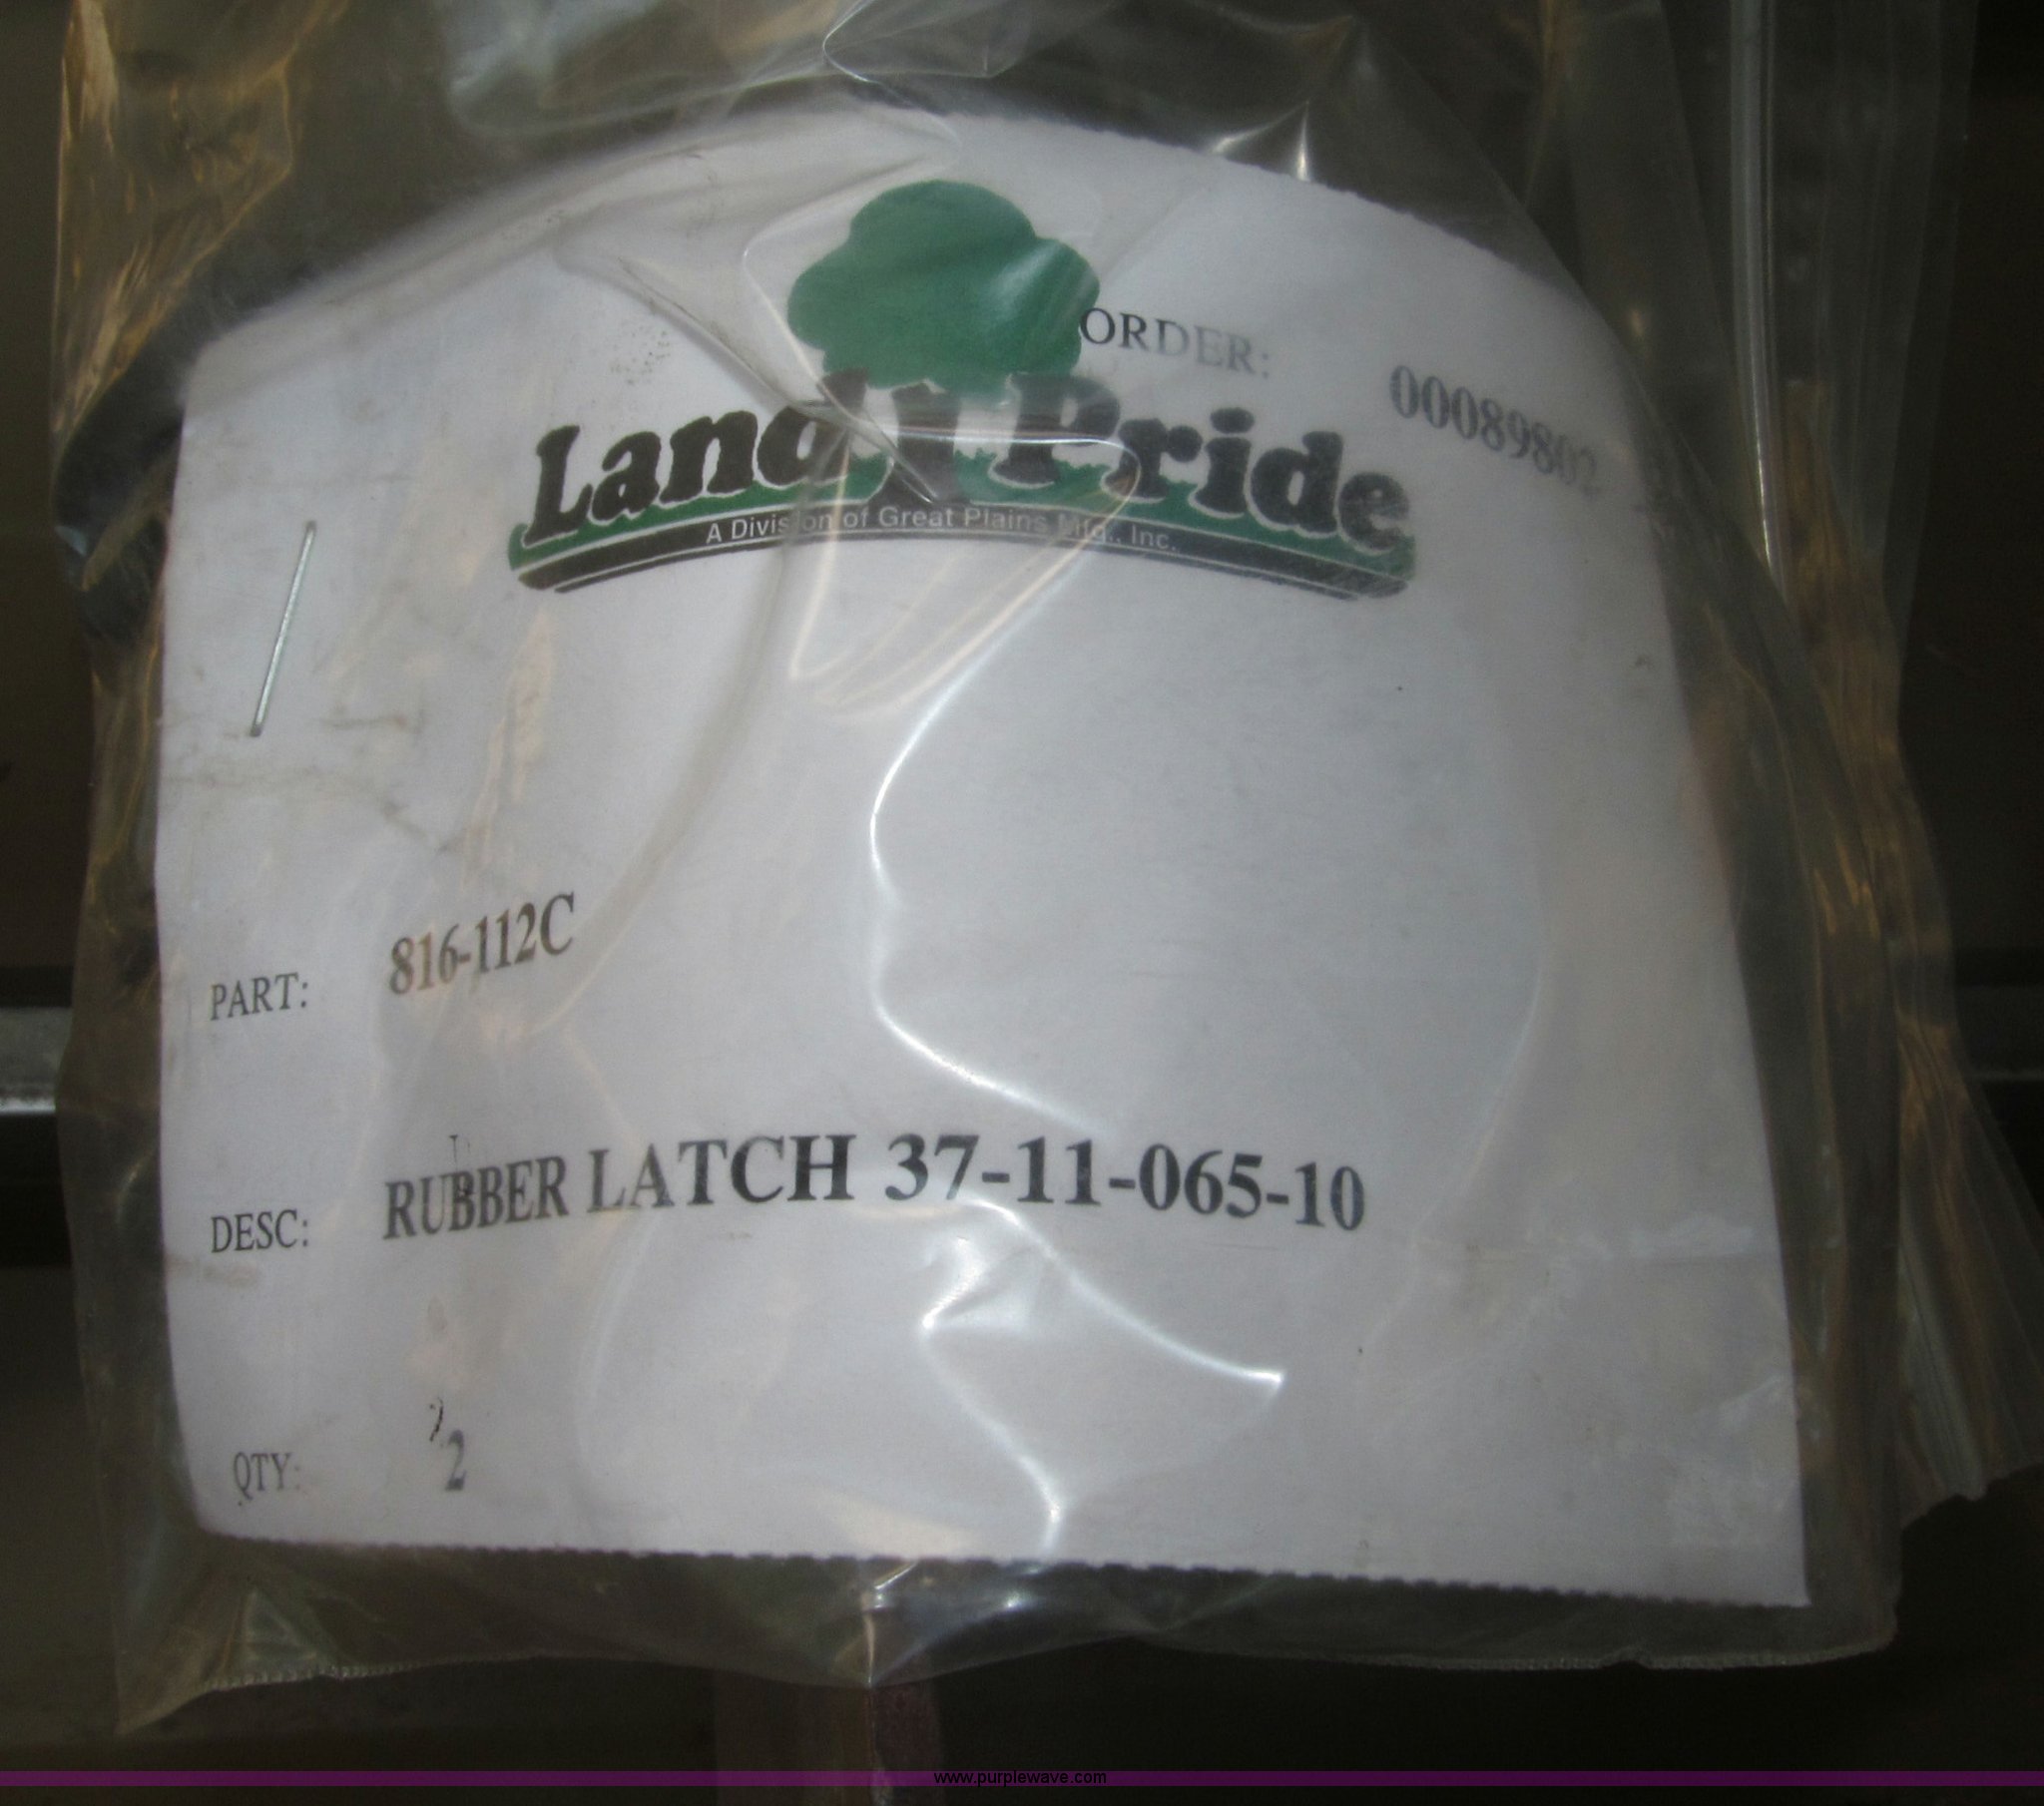 ORDER: 00089802
Land Pride
A Division of Great Plains Mfg., Inc.
PART: 816-112C
DESC: RUBBER LATCH 37-11-065-10
QTY: 2
www.purplewave.com